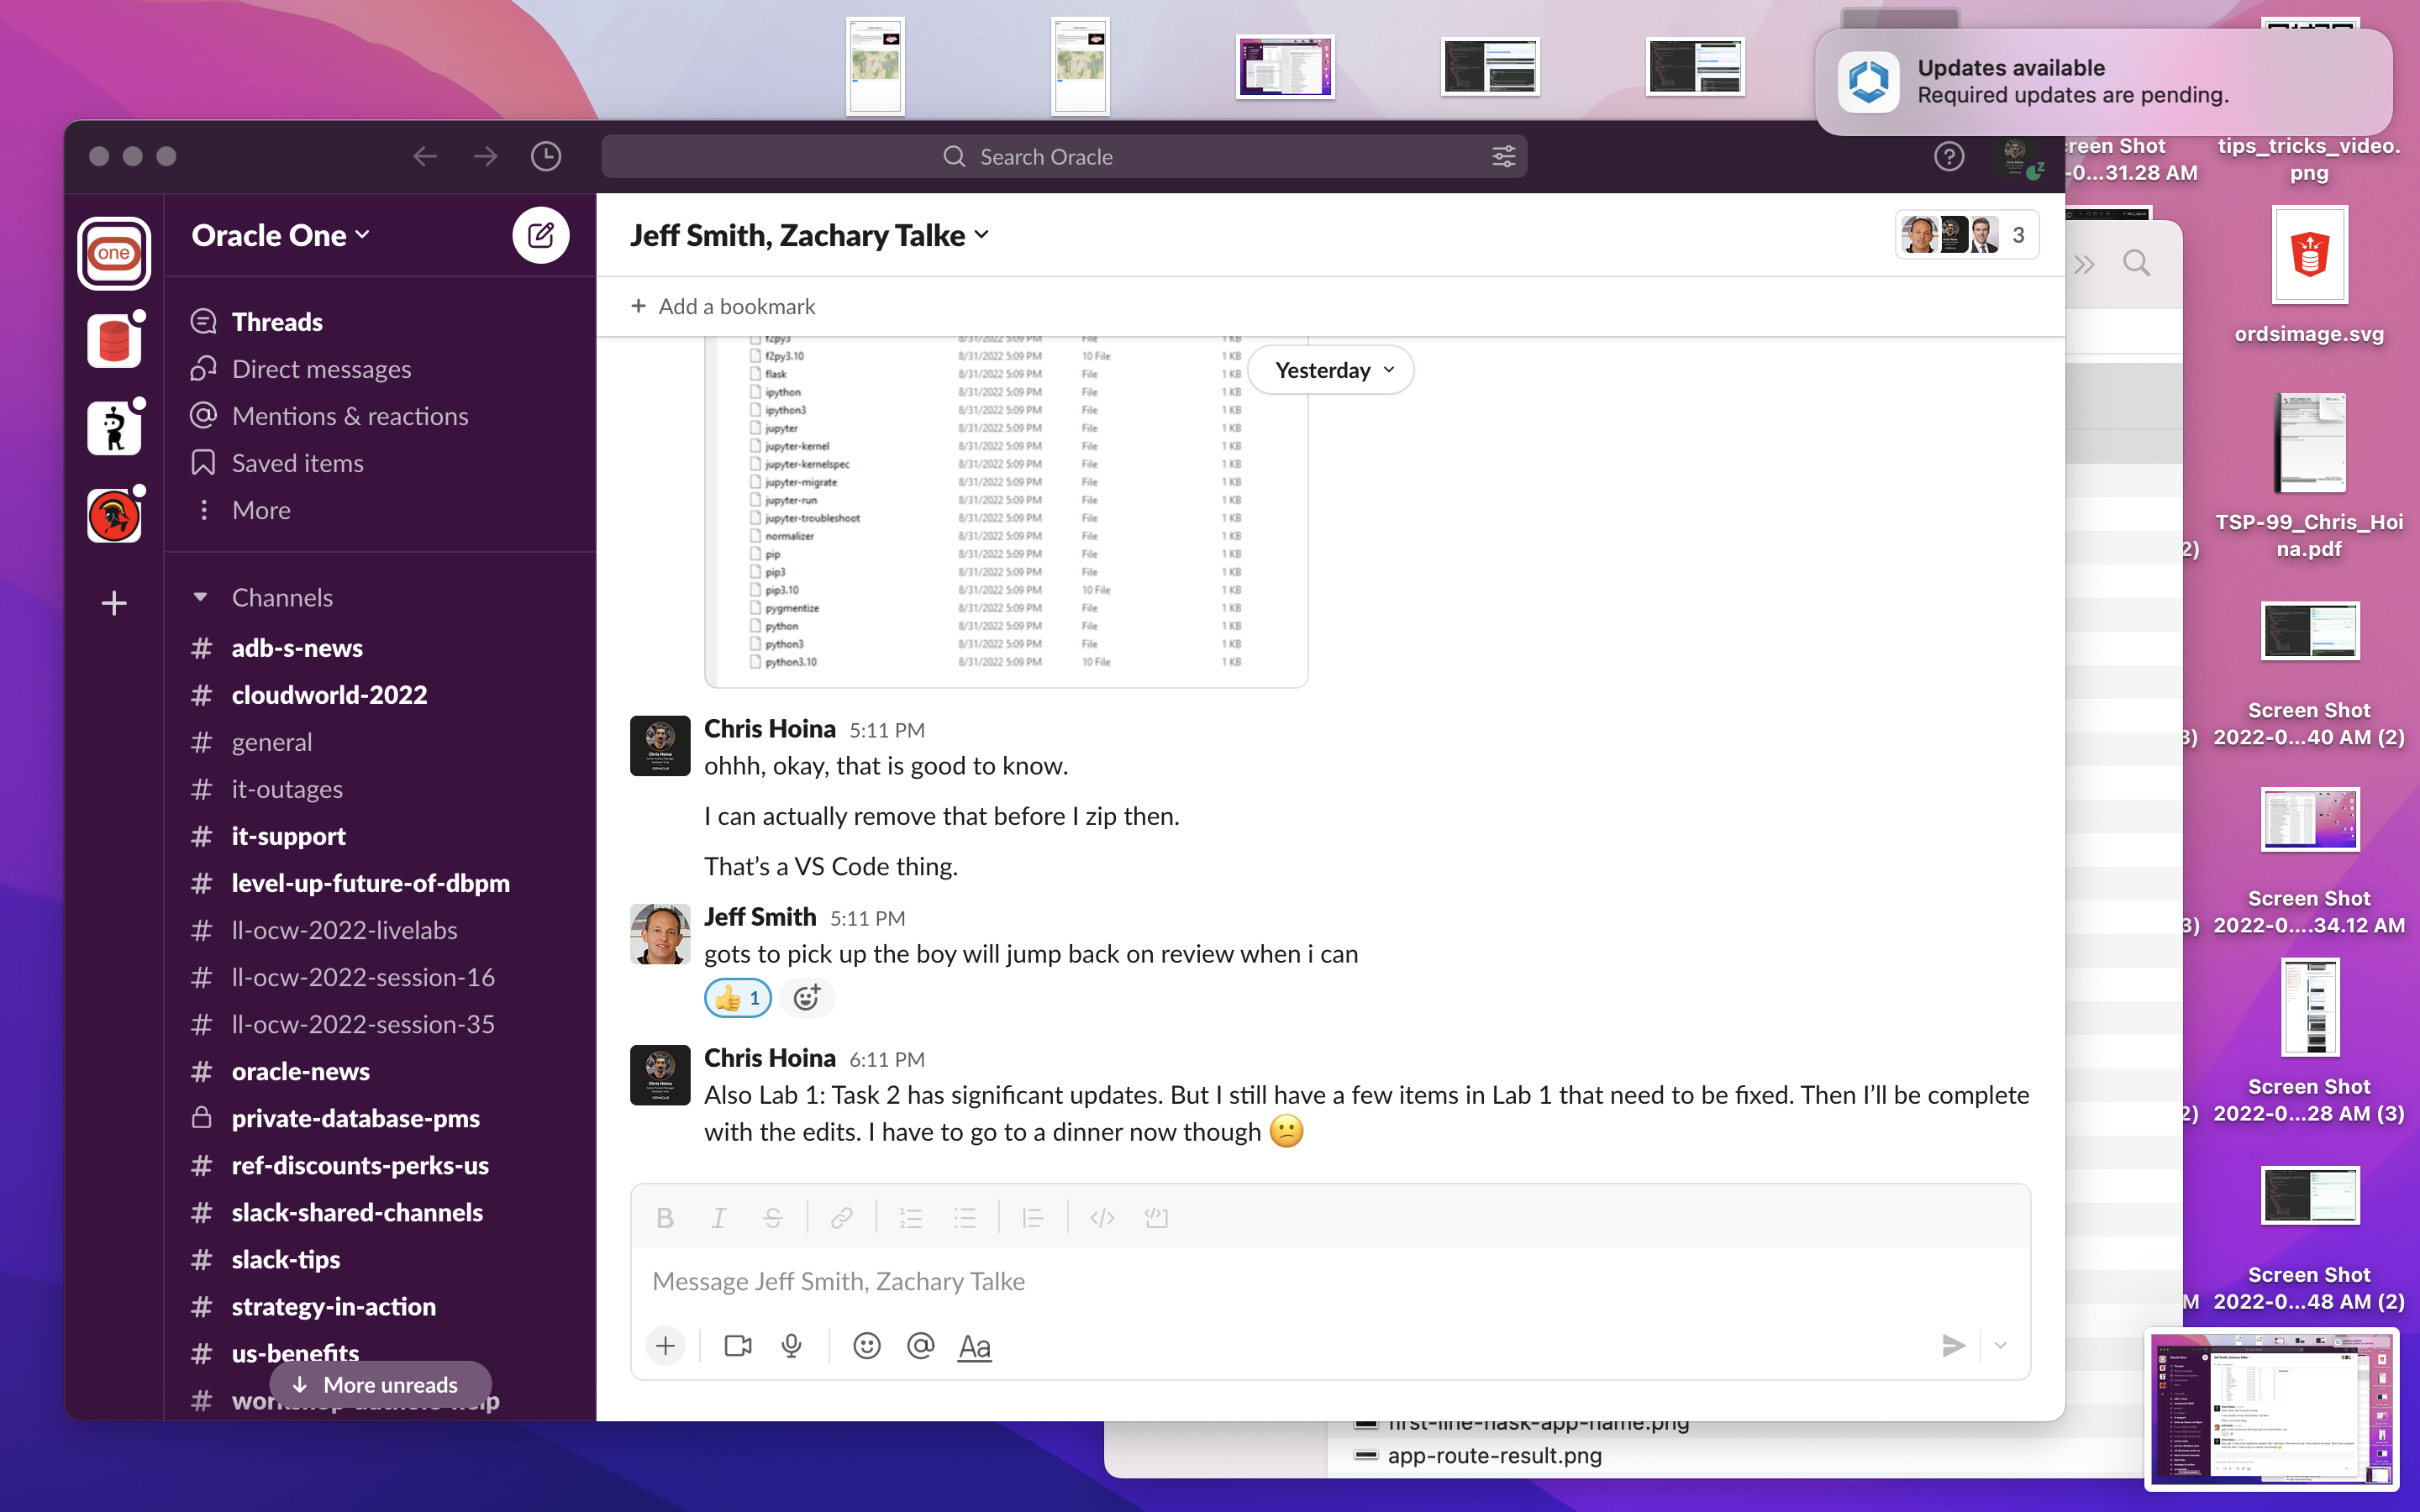 Updates available
Required updates are pending.
Search Oracle
creen Shot
-0...31.28 AM
tips_tricks_video.
png
one
Oracle One
Jeff Smith, Zachary Talke
3
Add a bookmark
Threads
Direct messages
Mentions & reactions
Saved items
More
Channels
adb-s-news
cloudworld-2022
general
it-outages
it-support
level-up-future-of-dbpm
ll-ocw-2022-livelabs
ll-ocw-2022-session-16
ll-ocw-2022-session-35
oracle-news
private-database-pms
ref-discounts-perks-us
slack-shared-channels
slack-tips
strategy-in-action
us-benefits
More unreads
Yesterday
f2py3 8/31/2022 5:09 PM File 1 KB
f2py3.10 8/31/2022 5:09 PM 10 File 1 KB
flask 8/31/2022 5:09 PM File 1 KB
ipython 8/31/2022 5:09 PM File 1 KB
ipython3 8/31/2022 5:09 PM File 1 KB
jupyter 8/31/2022 5:09 PM File 1 KB
jupyter-kernel 8/31/2022 5:09 PM File 1 KB
jupyter-kernelspec 8/31/2022 5:09 PM File 1 KB
jupyter-migrate 8/31/2022 5:09 PM File 1 KB
jupyter-run 8/31/2022 5:09 PM File 1 KB
jupyter-troubleshoot 8/31/2022 5:09 PM File 1 KB
normalizer 8/31/2022 5:09 PM File 1 KB
pip 8/31/2022 5:09 PM File 1 KB
pip3 8/31/2022 5:09 PM File 1 KB
pip3.10 8/31/2022 5:09 PM 10 File 1 KB
pygmentize 8/31/2022 5:09 PM File 1 KB
python 8/31/2022 5:09 PM File 1 KB
python3 8/31/2022 5:09 PM File 1 KB
python3.10 8/31/2022 5:09 PM 10 File 1 KB
Chris Hoina 5:11 PM
ohhh, okay, that is good to know.
I can actually remove that before I zip then.
That's a VS Code thing.
Jeff Smith 5:11 PM
gots to pick up the boy will jump back on review when i can
1
Chris Hoina 6:11 PM
Also Lab 1: Task 2 has significant updates. But I still have a few items in Lab 1 that need to be fixed. Then I'll be complete
with the edits. I have to go to a dinner now though
Message Jeff Smith, Zachary Talke
Aa
first-line-flask-app-name.png
app-route-result.png
ordsimage.svg
TSP-99_Chris_Hoi
na.pdf
2)
Screen Shot
3) 2022-0...40 AM (2)
Screen Shot
3) 2022-0....34.12 AM
Screen Shot
2) 2022-0...28 AM (3)
Screen Shot
M 2022-0...48 AM (2)